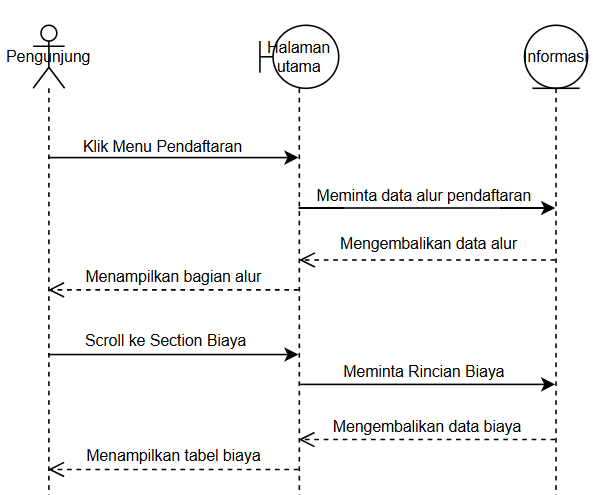 Pengunjung
Halaman
utama
Informasi
Klik Menu Pendaftaran
Meminta data alur pendaftaran
Mengembalikan data alur
Menampilkan bagian alur
Scroll ke Section Biaya
Meminta Rincian Biaya
Mengembalikan data biaya
Menampilkan tabel biaya